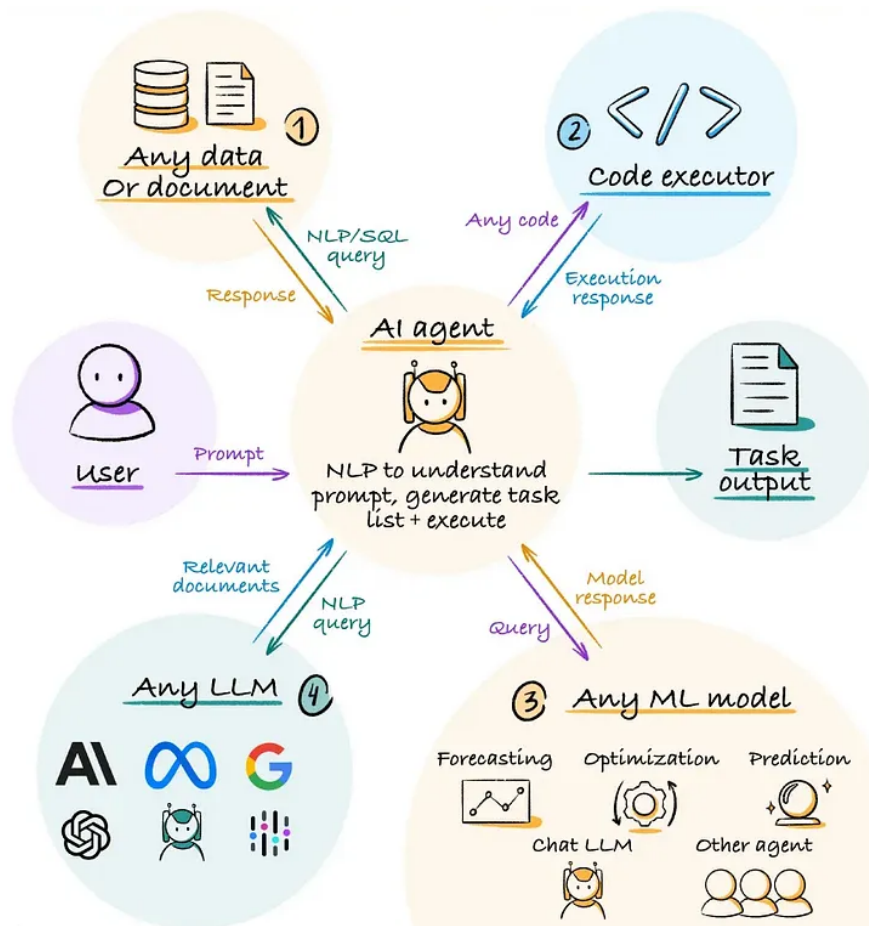 1
Any data
Or document
2
Code executor
NLP/SQL
query
Response
Any code
Execution
response
AI agent
NLP to understand
prompt, generate task
list + execute
User
Prompt
Task
output
Relevant
documents
NLP
query
Model
response
Query
Any LLM
4
3
Any ML model
Forecasting
Optimization
Prediction
Chat LLM
Other agent